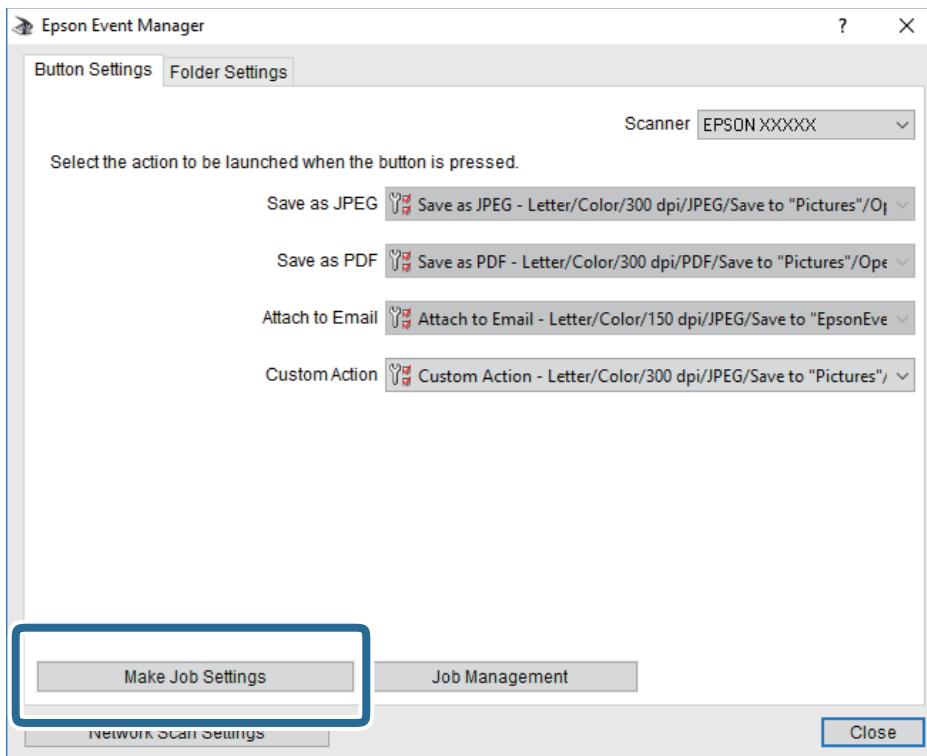 Epson Event Manager
Button Settings Folder Settings
Scanner EPSON XXXXX
Select the action to be launched when the button is pressed.
Save as JPEG Save as JPEG - Letter/Color/300 dpi/JPEG/Save to "Pictures"/Op
Save as PDF Save as PDF - Letter/Color/300 dpi/PDF/Save to "Pictures"/Ope
Attach to Email Attach to Email - Letter/Color/150 dpi/JPEG/Save to "EpsonEve
Custom Action Custom Action - Letter/Color/300 dpi/JPEG/Save to "Pictures"/
Make Job Settings Job Management
Network Scan Settings Close